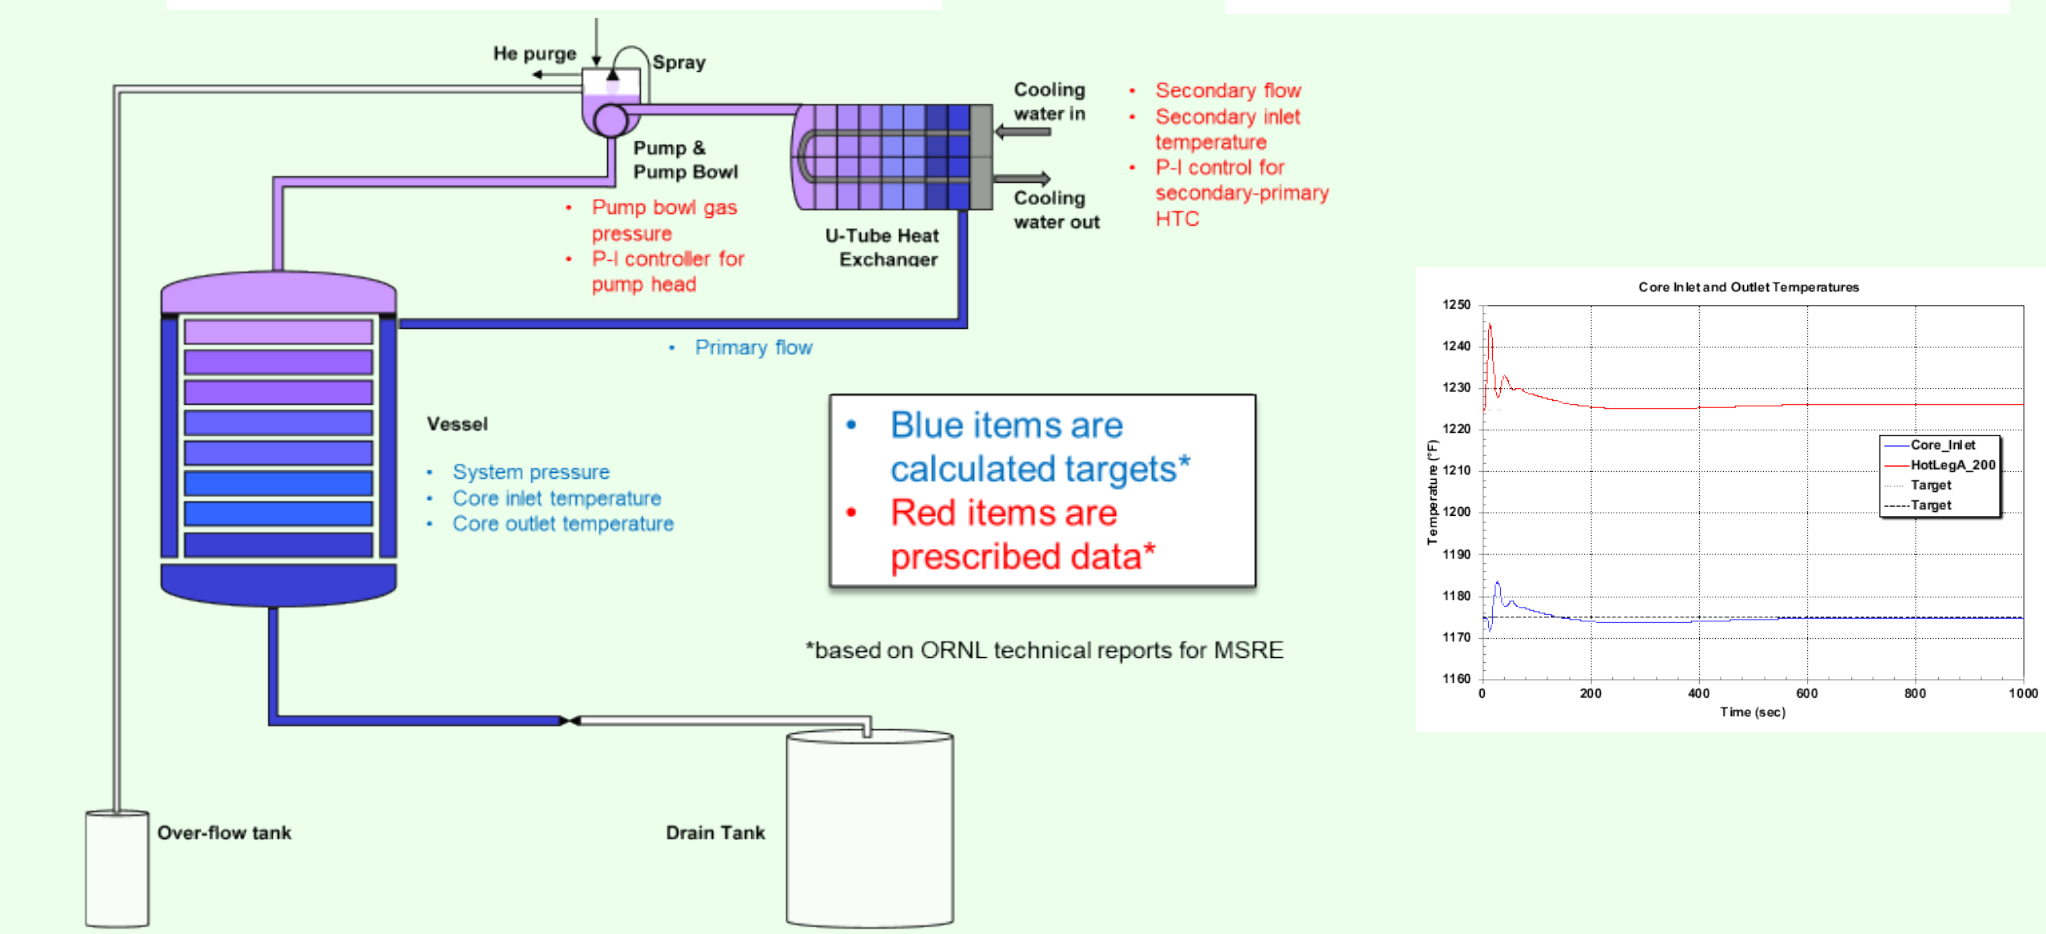 He purge
Spray
Cooling
water in
• Secondary flow
• Secondary inlet
temperature
• P-I control for
secondary-primary
HTC
Pump &
Pump Bowl
• Pump bowl gas
pressure
• P-I controller for
pump head
Cooling
water out
U-Tube Heat
Exchanger
• Primary flow
Vessel
• System pressure
• Core inlet temperature
• Core outlet temperature
• Blue items are
calculated targets*
• Red items are
prescribed data*
*based on ORNL technical reports for MSRE
Over-flow tank
Drain Tank
Core Inlet and Outlet Temperatures
1250
1240
1230
1220
1210
1200
1190
1180
1170
1160
Temperature (°F)
Core_Inlet
HotLegA_200
Target
Target
0 200 400 600 800 1000
Time (sec)